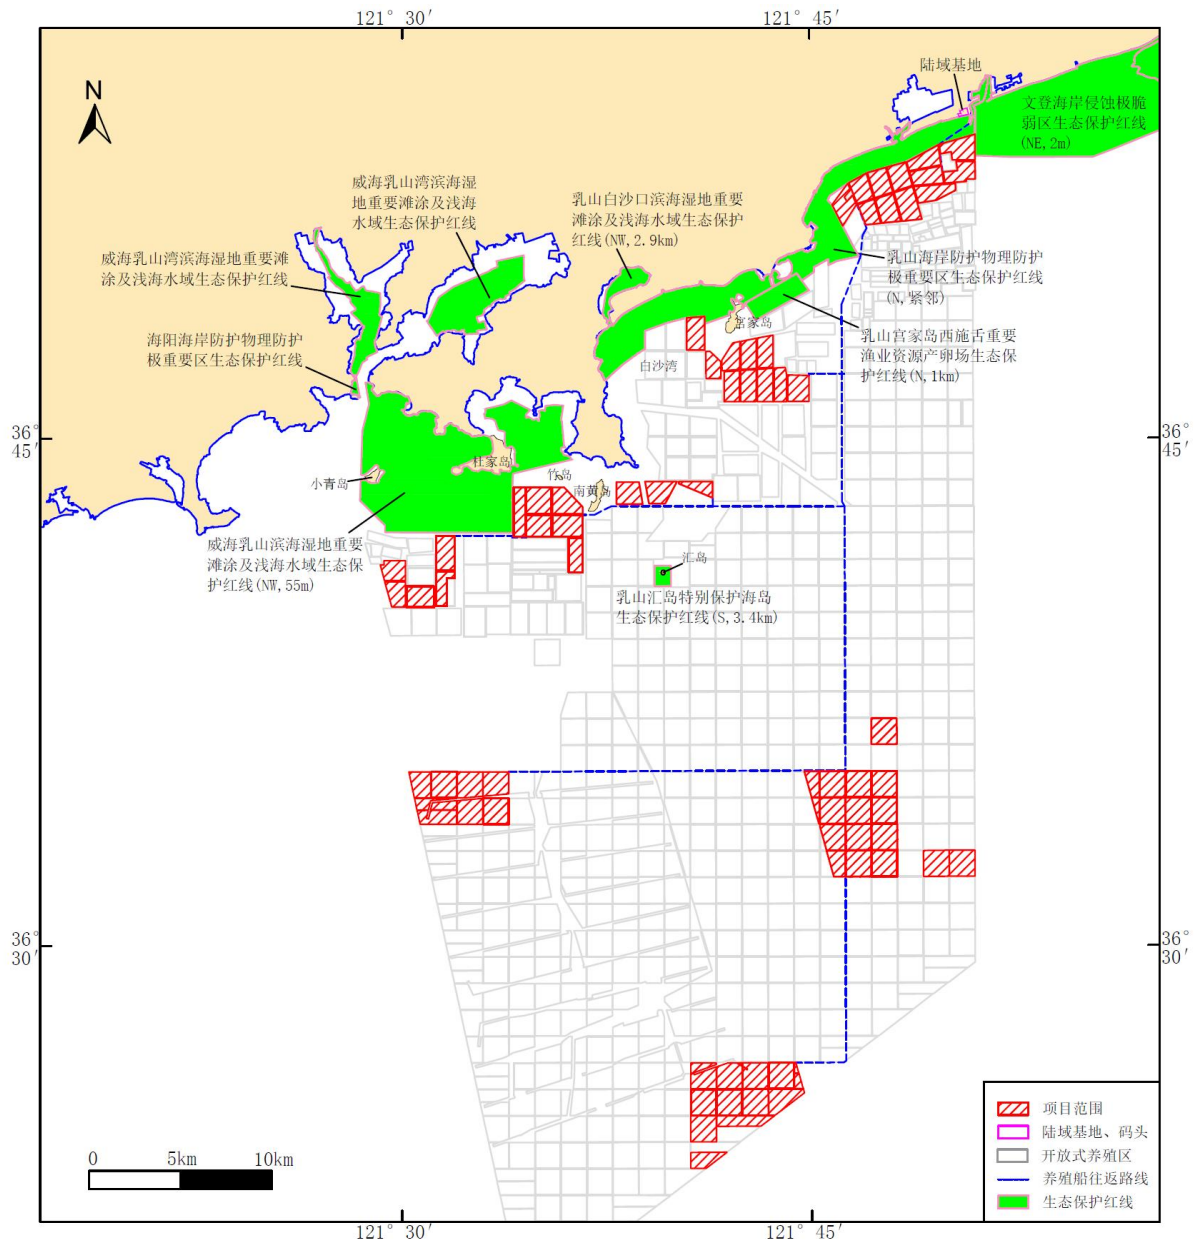 121° 30′
121° 45′
N
陆域基地
文登海岸侵蚀极脆
弱区生态保护红线
(NE,2m)
威海乳山湾滨海湿
地重要滩涂及浅海
水域生态保护红线
乳山白沙口滨海湿地重要
滩涂及浅海水域生态保护
红线(NW,2.9km)
威海乳山湾滨海湿地重要滩
涂及浅海水域生态保护红线
乳山海岸防护物理防护
极重要区生态保护红线
(N,紧邻)
海阳海岸防护物理防护
极重要区生态保护红线
宫家岛
乳山宫家岛西施舌重要
渔业资源产卵场生态保
护红线(N,1km)
白沙湾
36°
45′
36°
45′
杜家岛
竹岛
小青岛
南黄岛
威海乳山滨海湿地重要
滩涂及浅海水域生态保
护红线(NW,55m)
汇岛
乳山汇岛特别保护海岛
生态保护红线(S,3.4km)
36°
30′
36°
30′
项目范围
陆域基地、码头
开放式养殖区
养殖船往返路线
生态保护红线
0 5km 10km
121° 30′
121° 45′